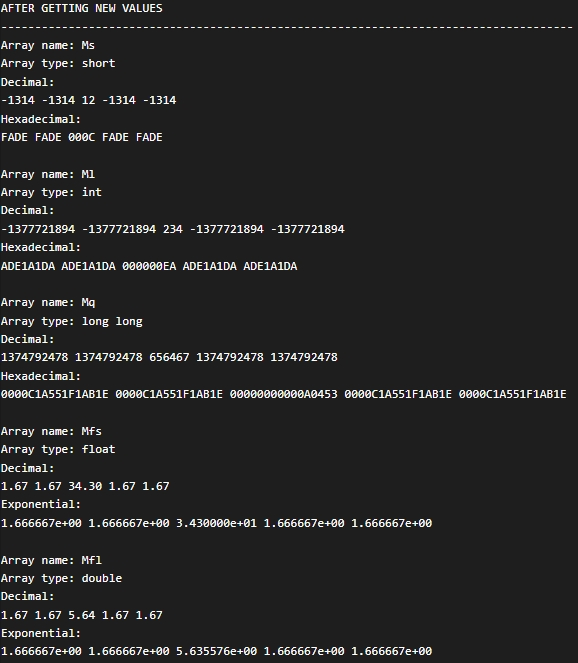 AFTER GETTING NEW VALUES
-------------------------------------------------------------------------------------
Array name: Ms
Array type: short
Decimal:
-1314 -1314 12 -1314 -1314
Hexadecimal:
FADE FADE 000C FADE FADE
Array name: Ml
Array type: int
Decimal:
-1377721894 -1377721894 234 -1377721894 -1377721894
Hexadecimal:
ADE1A1DA ADE1A1DA 000000EA ADE1A1DA ADE1A1DA
Array name: Mq
Array type: long long
Decimal:
1374792478 1374792478 656467 1374792478 1374792478
Hexadecimal:
0000C1A551F1AB1E 0000C1A551F1AB1E 00000000000A0453 0000C1A551F1AB1E 0000C1A551F1AB1E
Array name: Mfs
Array type: float
Decimal:
1.67 1.67 34.30 1.67 1.67
Exponential:
1.666667e+00 1.666667e+00 3.430000e+01 1.666667e+00 1.666667e+00
Array name: Mfl
Array type: double
Decimal:
1.67 1.67 5.64 1.67 1.67
Exponential:
1.666667e+00 1.666667e+00 5.635576e+00 1.666667e+00 1.666667e+00